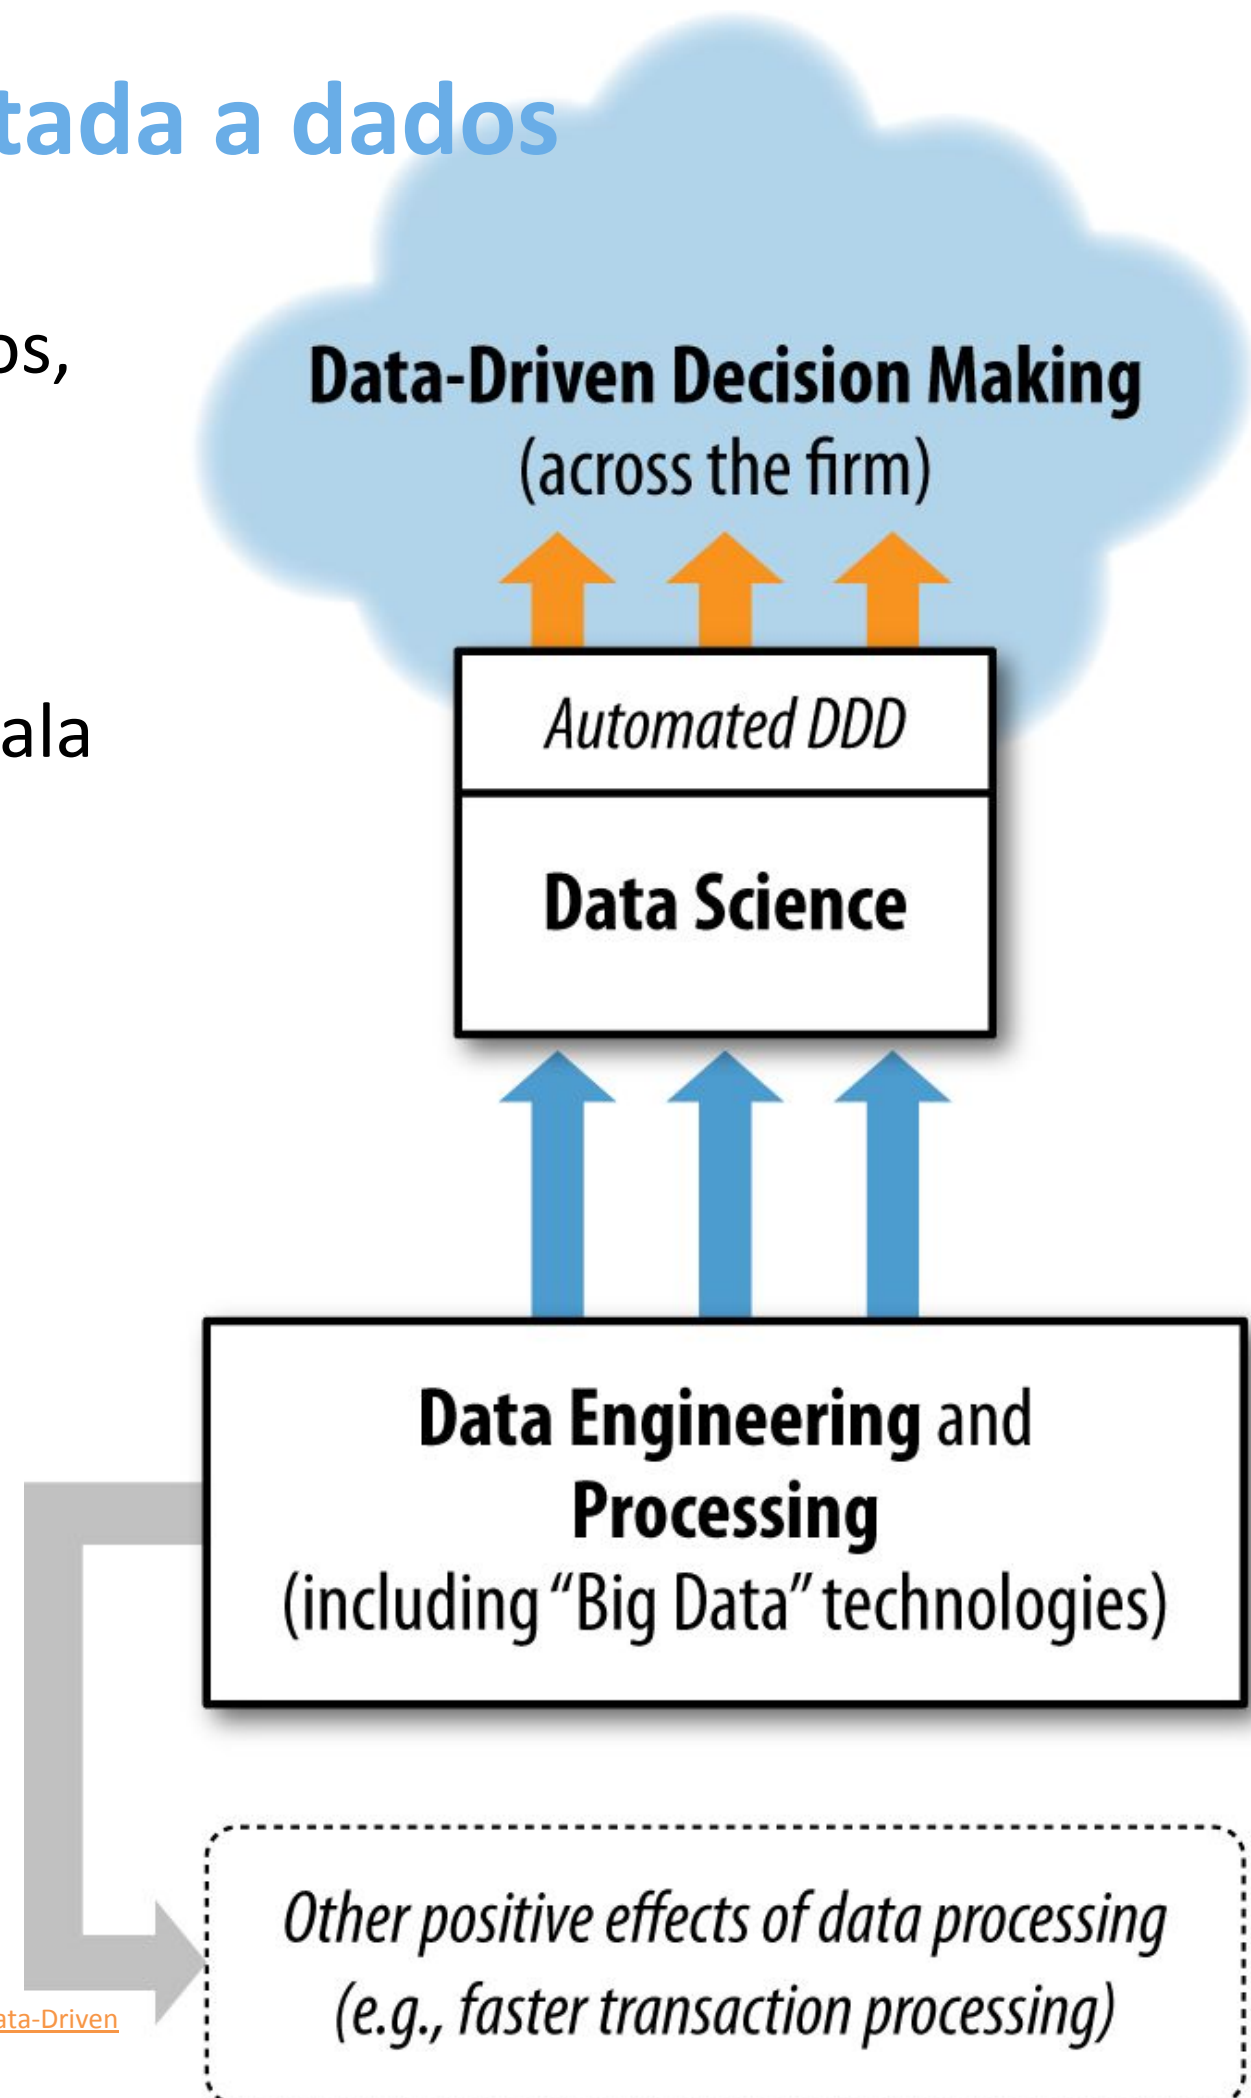 tada a dados
os,
ala
Data-Driven Decision Making
(across the firm)
Automated DDD
Data Science
Data Engineering and
Processing
(including “Big Data” technologies)
Other positive effects of data processing
(e.g., faster transaction processing)
ata-Driven